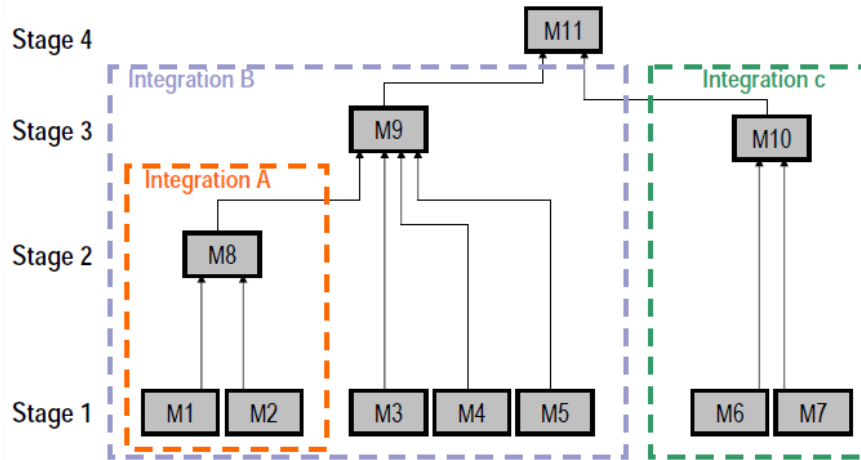 Stage 4
M11
Integration B
Integration c
Stage 3
M9
M10
Integration A
Stage 2
M8
Stage 1
M1 M2 M3 M4 M5 M6 M7